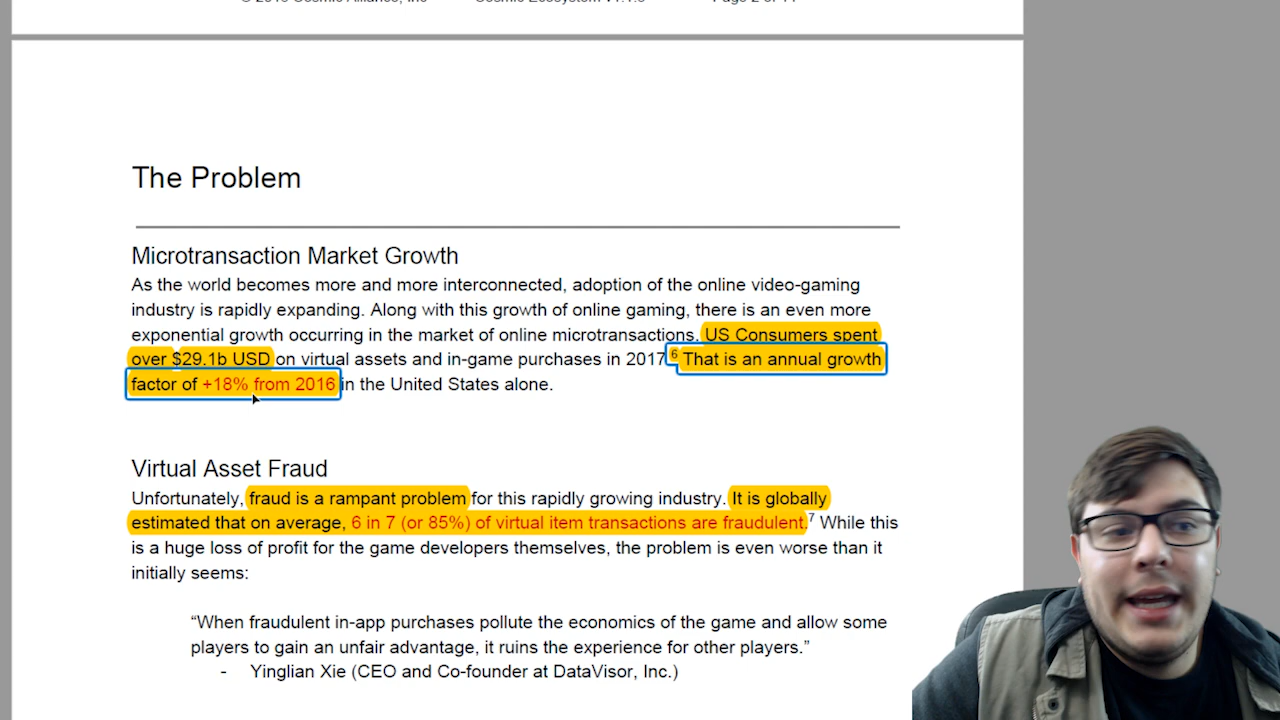 The Problem
Microtransaction Market Growth
As the world becomes more and more interconnected, adoption of the online video-gaming
industry is rapidly expanding. Along with this growth of online gaming, there is an even more
exponential growth occurring in the market of online microtransactions. US Consumers spent
over $29.1b USD on virtual assets and in-game purchases in 2017.⁶ That is an annual growth
factor of +18% from 2016 in the United States alone.
Virtual Asset Fraud
Unfortunately, fraud is a rampant problem for this rapidly growing industry. It is globally
estimated that on average, 6 in 7 (or 85%) of virtual item transactions are fraudulent.⁷ While this
is a huge loss of profit for the game developers themselves, the problem is even worse than it
initially seems:
“When fraudulent in-app purchases pollute the economics of the game and allow some
players to gain an unfair advantage, it ruins the experience for other players.”
- Yinglian Xie (CEO and Co-founder at DataVisor, Inc.)